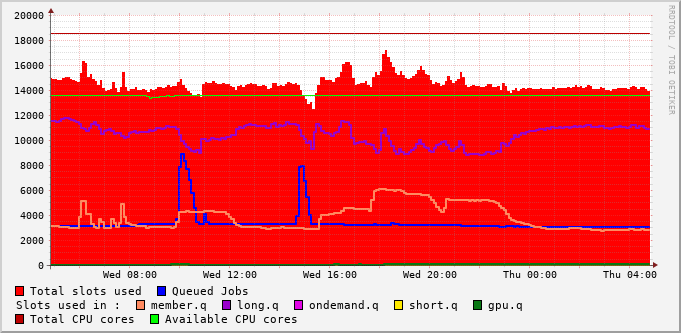 20000
18000
16000
14000
12000
10000
8000
6000
4000
2000
0
Wed 08:00 Wed 12:00 Wed 16:00 Wed 20:00 Thu 00:00 Thu 04:00
RRDTOOL / TOBI OETIKER
Total slots used Queued Jobs
Slots used in : member.q long.q ondemand.q short.q gpu.q
Total CPU cores Available CPU cores